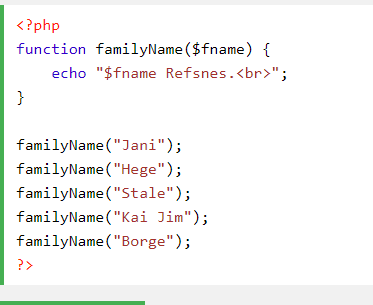 <?php
function familyName($fname) {
    echo "$fname Refsnes.<br>";
}
familyName("Jani");
familyName("Hege");
familyName("Stale");
familyName("Kai Jim");
familyName("Borge");
?>